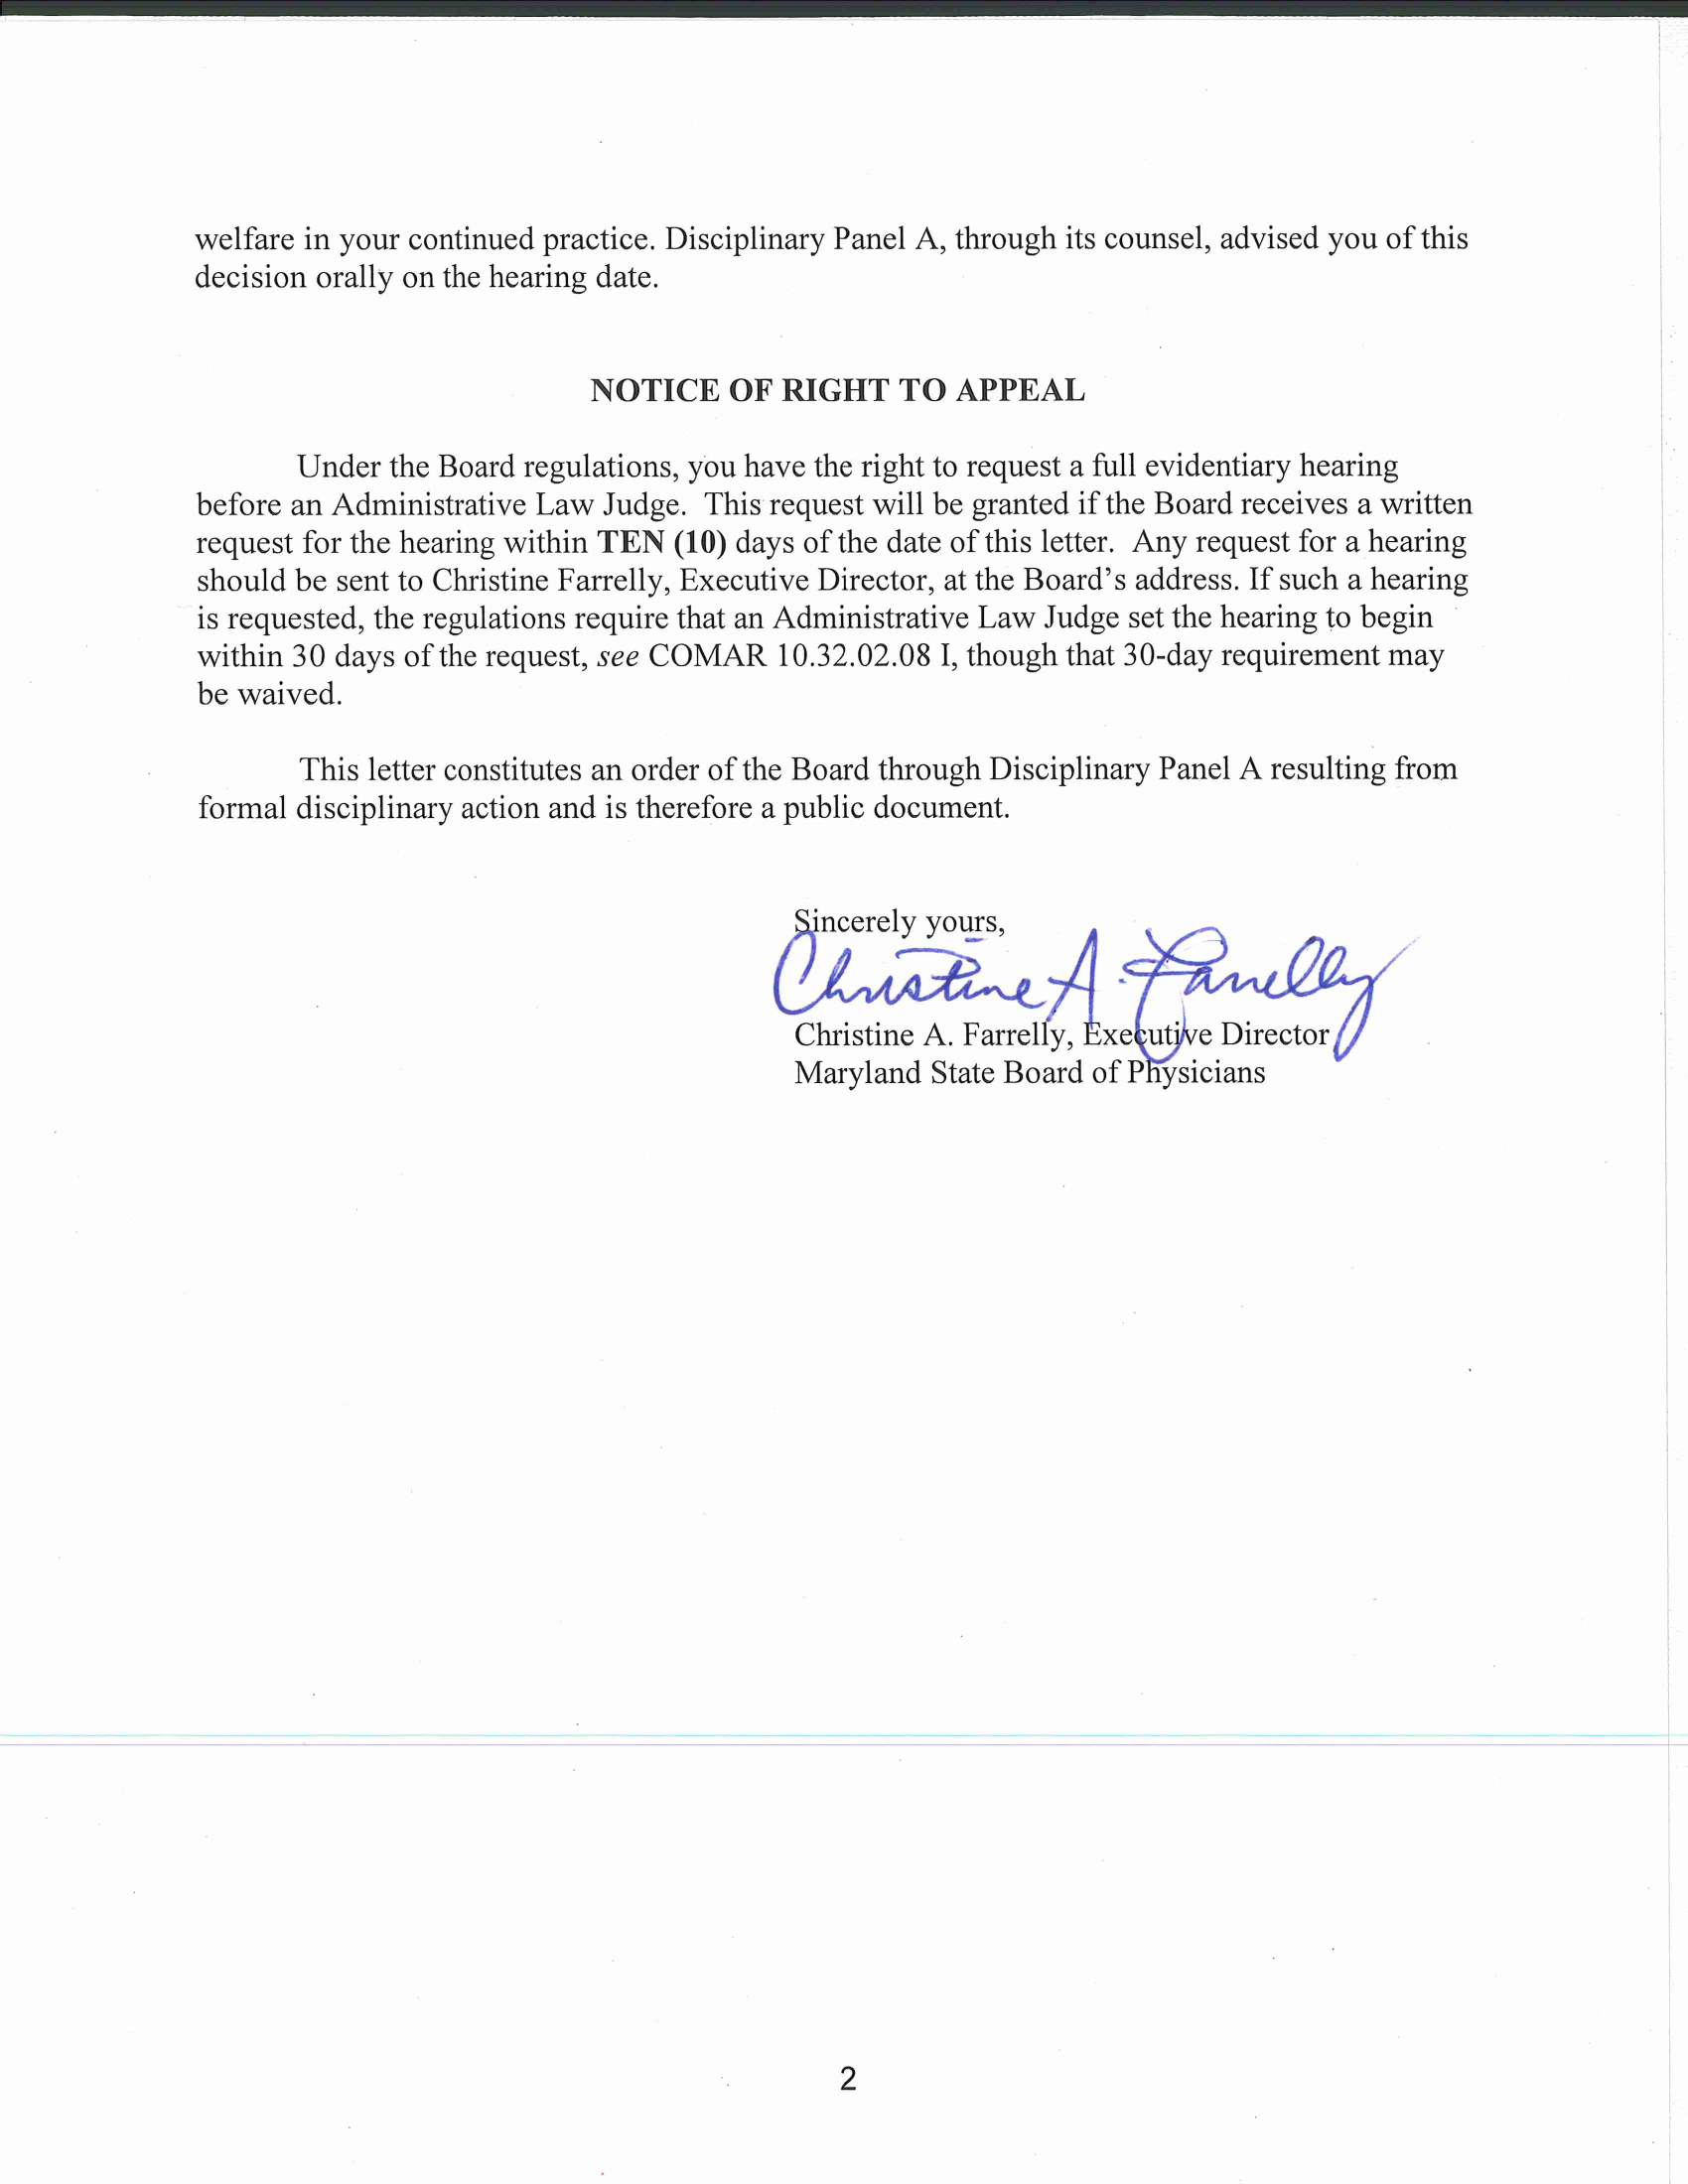 welfare in your continued practice. Disciplinary Panel A, through its counsel, advised you of this
decision orally on the hearing date.
NOTICE OF RIGHT TO APPEAL
Under the Board regulations, you have the right to request a full evidentiary hearing
before an Administrative Law Judge. This request will be granted if the Board receives a written
request for the hearing within TEN (10) days of the date of this letter. Any request for a hearing
should be sent to Christine Farrelly, Executive Director, at the Board's address. If such a hearing
is requested, the regulations require that an Administrative Law Judge set the hearing to begin
within 30 days of the request, see COMAR 10.32.02.08 I, though that 30-day requirement may
be waived.
This letter constitutes an order of the Board through Disciplinary Panel A resulting from
formal disciplinary action and is therefore a public document.
Sincerely yours,
Christine A. Farrelly
Christine A. Farrelly, Executive Director
Maryland State Board of Physicians
2